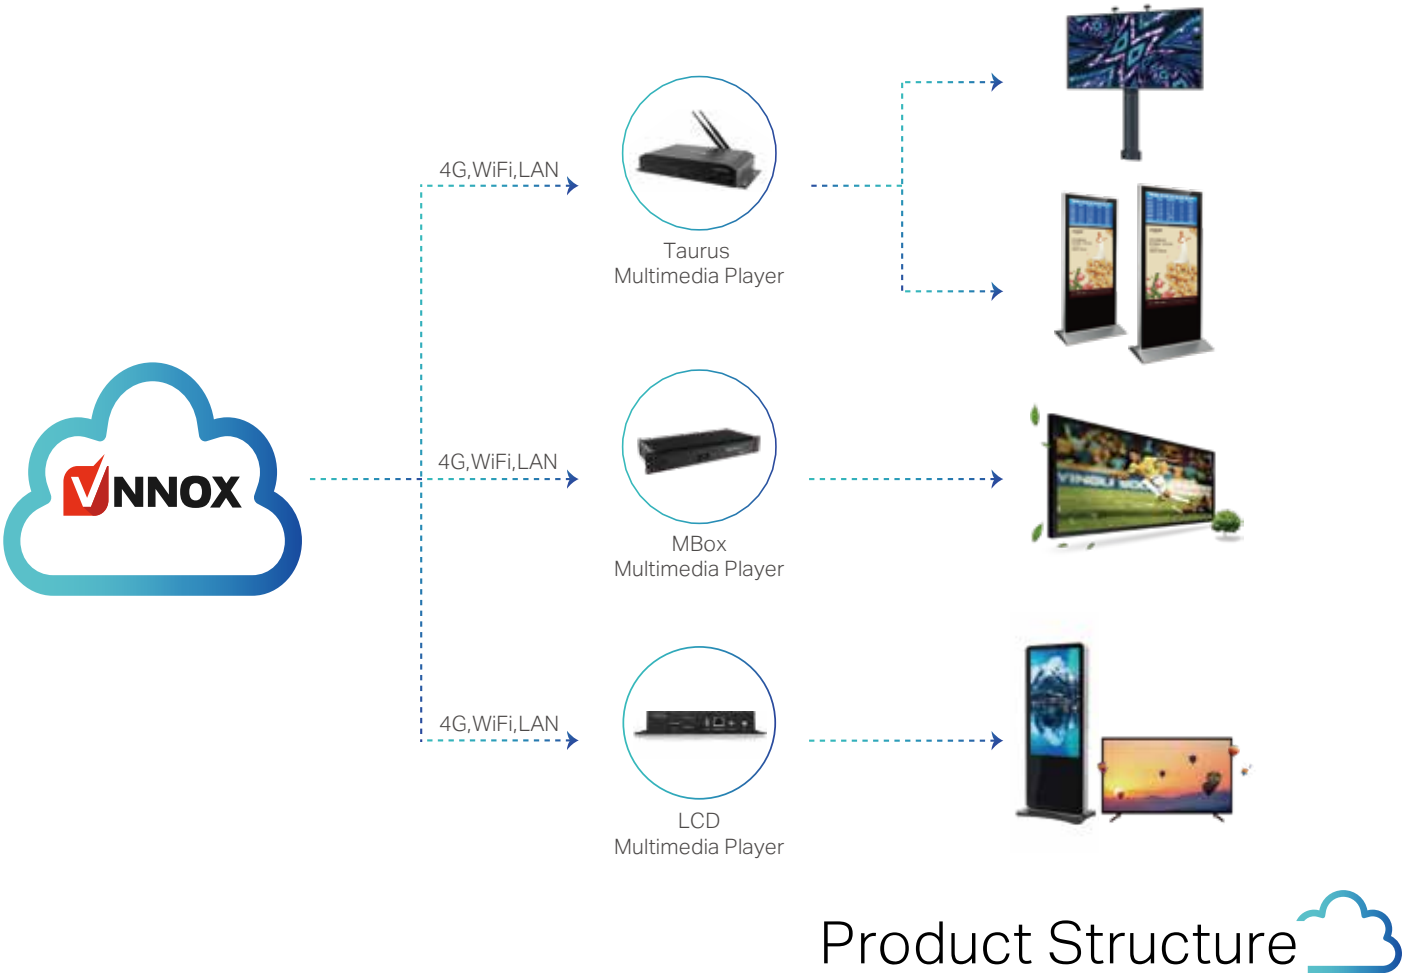 4G,WiFi,LAN
Taurus
Multimedia Player
VNNOX
4G,WiFi,LAN
MBox
Multimedia Player
4G,WiFi,LAN
LCD
Multimedia Player
Product Structure